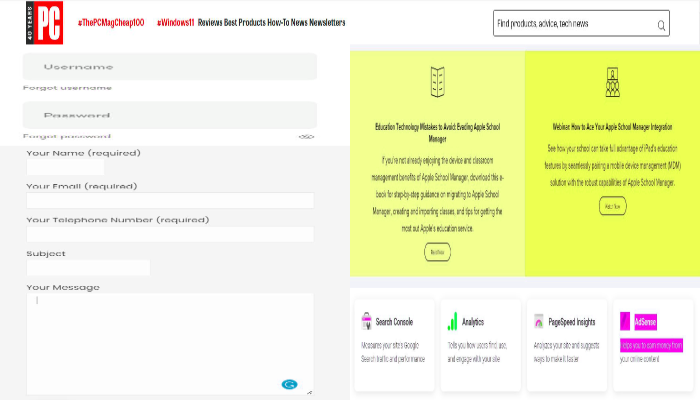 40 YEARS
PC
#ThePCMagCheap100 #Windows11 Reviews Best Products How-To News Newsletters
Find products, advice, tech news
Username
Forgot username
Password
Forgot password
Your Name (required)
Your Email (required)
Your Telephone Number (required)
Subject
Your Message
Education Technology Mistakes to Avoid: Evading Apple School
Manager
If you're not already enjoying the device and classroom
management benefits of Apple School Manager, download this e-
book for step-by-step guidance on migrating to Apple School
Manager, creating and importing classes, and tips for getting the
most out Apple's education service.
Read Now
Webinar: How to Ace Your Apple School Manager Integration
See how your school can take full advantage of iPad's education
features by seamlessly pairing a mobile device management (MDM)
solution with the robust capabilities of Apple School Manager.
Watch Now
Search Console
Measure your site's Google
Search traffic and performance
Analytics
Tells you how users find, use,
and engage with your site
PageSpeed Insights
Analyzes your site and suggests
ways to make it faster
AdSense
Helps you to earn money from
your online content